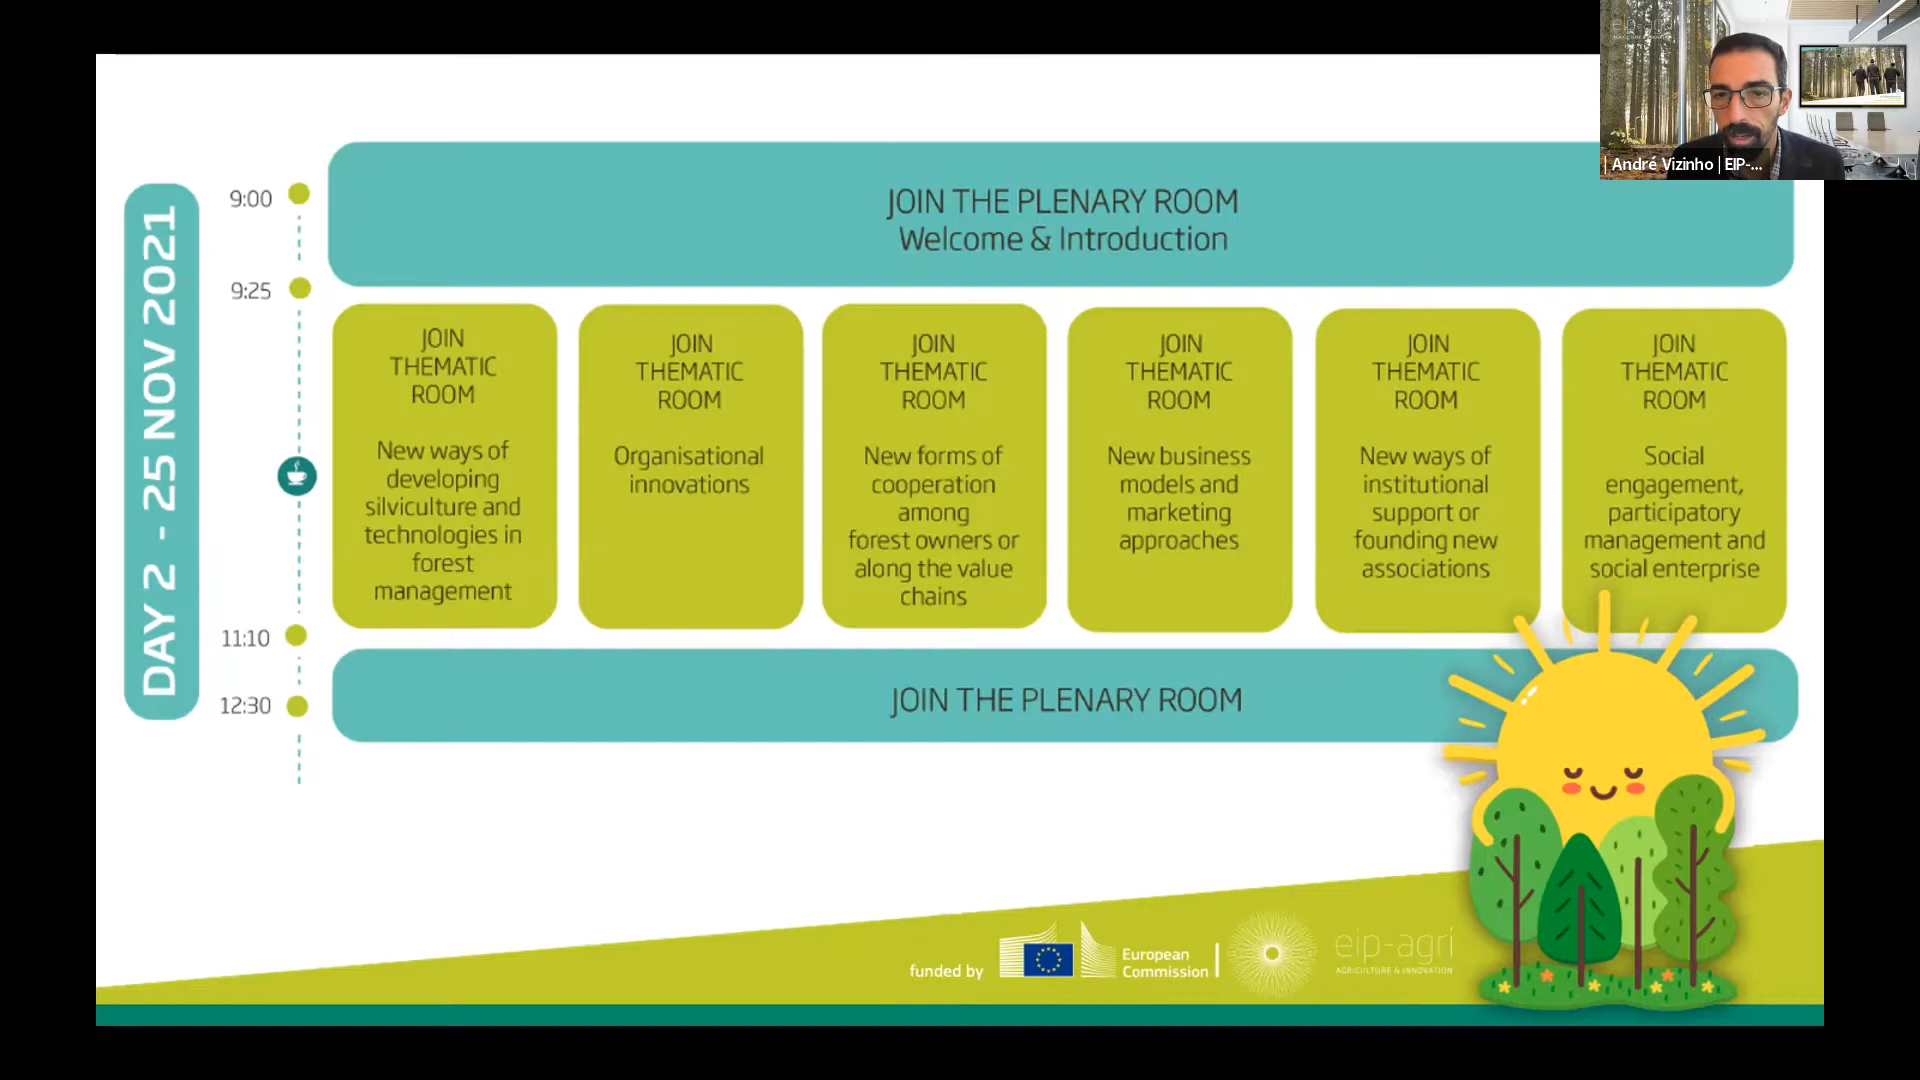 | André Vizinho | EIP-...
DAY 2 - 25 NOV 2021
9:00
JOIN THE PLENARY ROOM
Welcome & Introduction
9:25
JOIN
THEMATIC
ROOM
New ways of
developing
silviculture and
technologies in
forest
management
JOIN
THEMATIC
ROOM
Organisational
innovations
JOIN
THEMATIC
ROOM
New forms of
cooperation
among
forest owners or
along the value
chains
JOIN
THEMATIC
ROOM
New business
models and
marketing
approaches
JOIN
THEMATIC
ROOM
New ways of
institutional
support or
founding new
associations
JOIN
THEMATIC
ROOM
Social
engagement,
participatory
management and
social enterprise
11:10
12:30
JOIN THE PLENARY ROOM
funded by
European
Commission
eip-agri
AGRICULTURE & INNOVATION